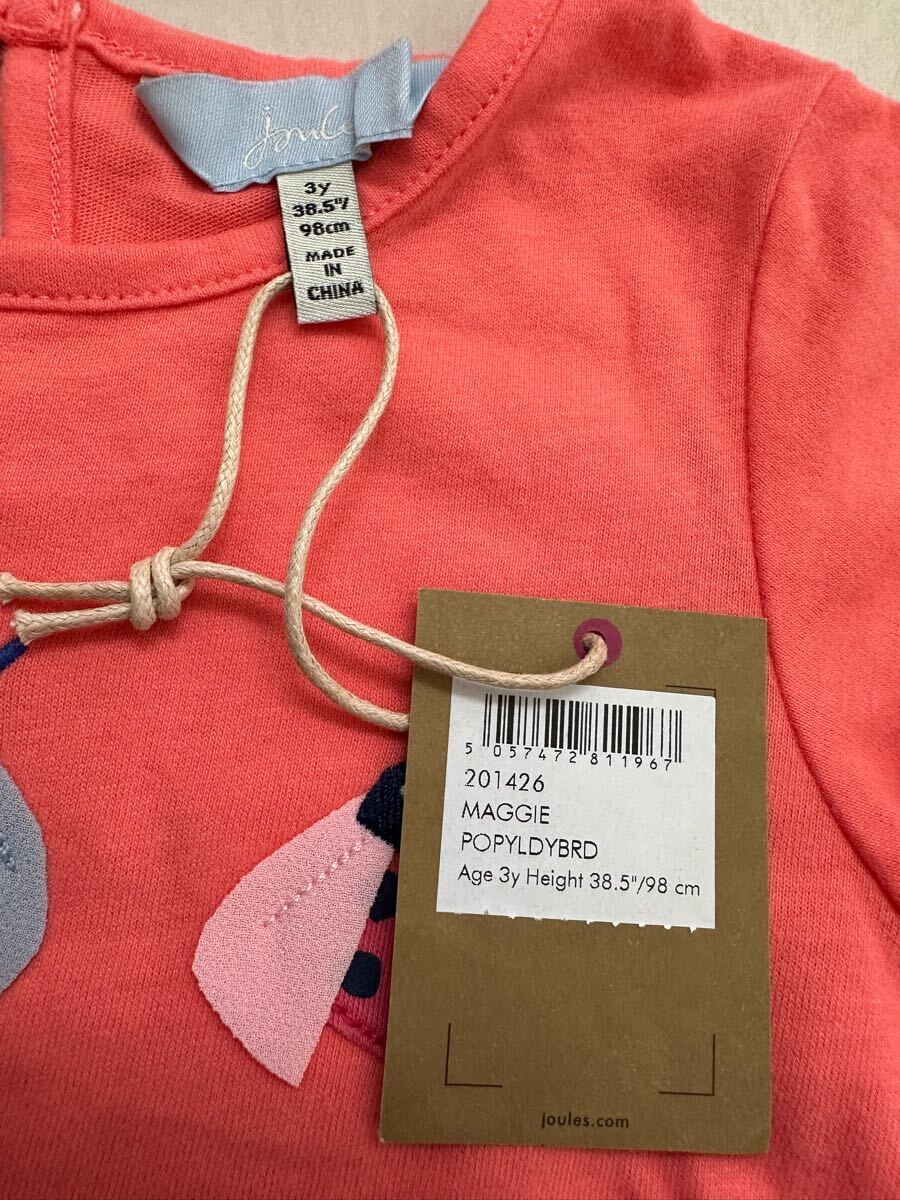 joules
3y
38.5"/
98cm
MADE
IN
CHINA
5 057472 811967
201426
MAGGIE
POPYLDYBRD
Age 3y Height 38.5"/98 cm
joules.com